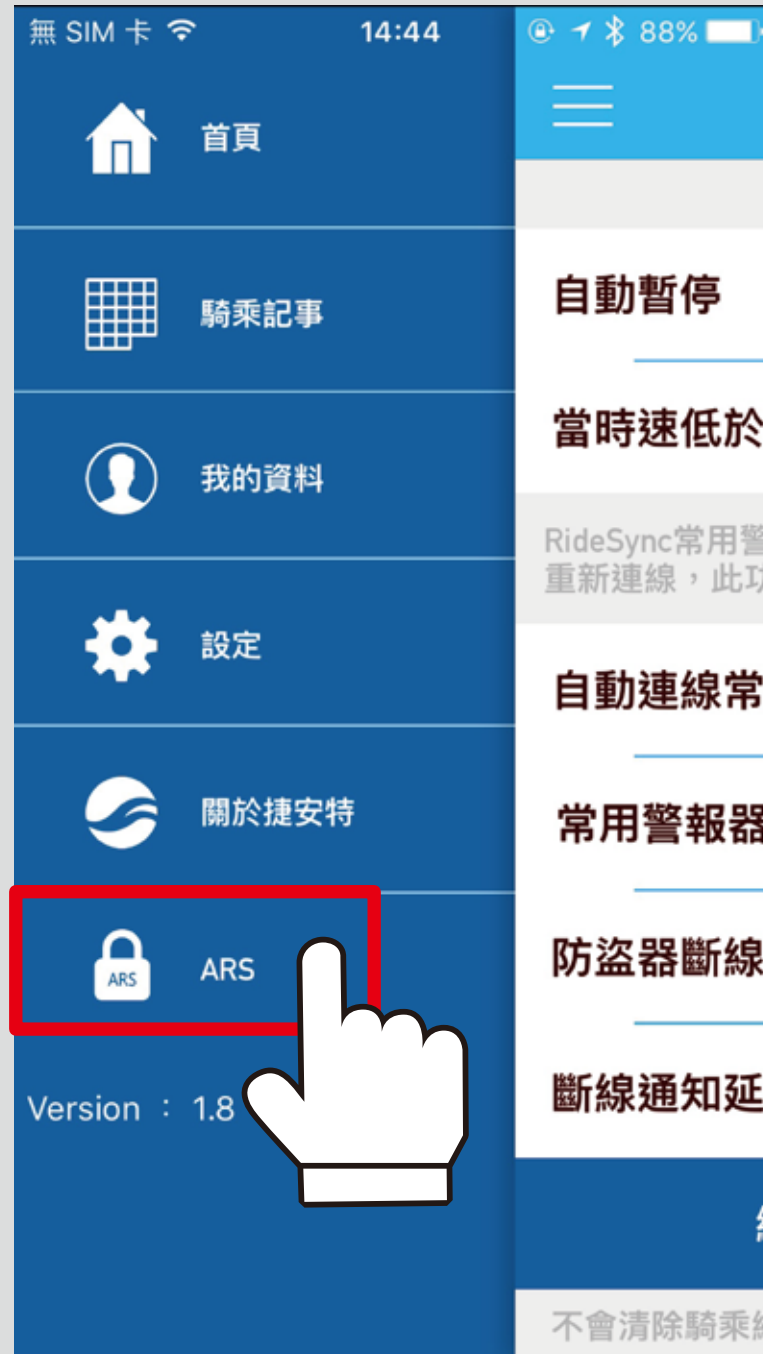 無 SIM 卡 14:44 88%
首頁
騎乘記事
我的資料
設定
關於捷安特
ARS
ARS
Version : 1.8
自動暫停
當時速低於
RideSync常用警
重新連線，此
自動連線常
常用警報器
防盜器斷線
斷線通知延
不會清除騎乘